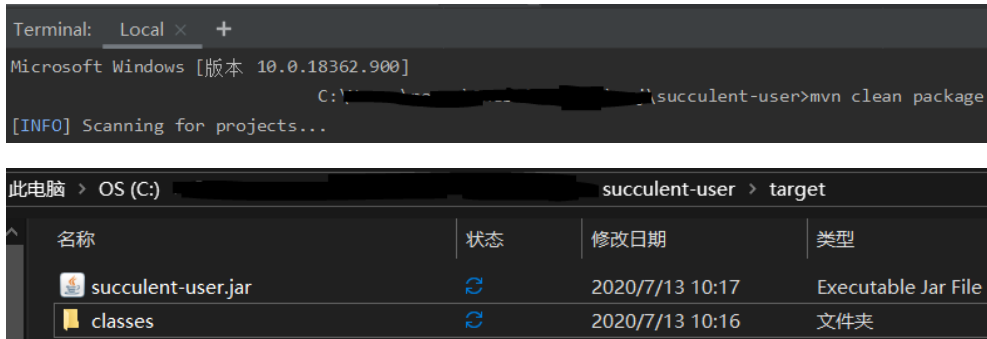 Terminal: Local × +
Microsoft Windows [版本 10.0.18362.900]
C:\ \succulent-user>mvn clean package
[INFO] Scanning for projects...
此电脑 > OS (C:) succulent-user > target
名称 状态 修改日期 类型
succulent-user.jar 2020/7/13 10:17 Executable Jar File
classes 2020/7/13 10:16 文件夹